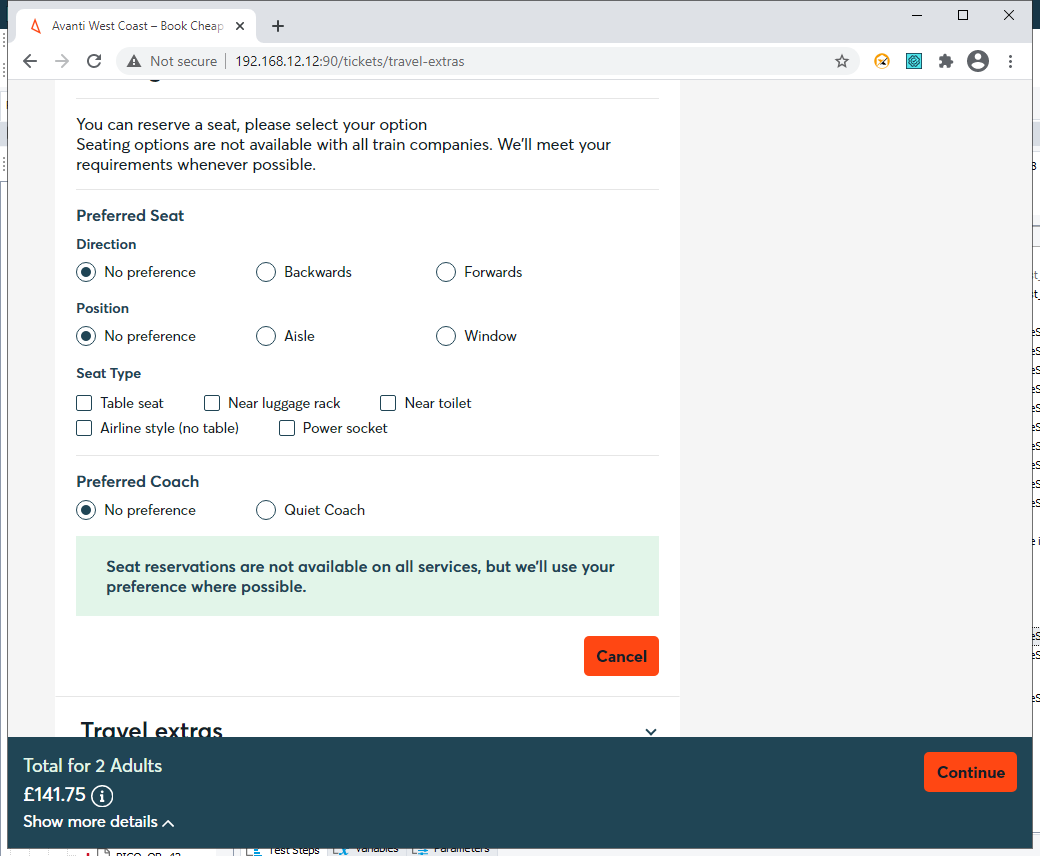 Avanti West Coast – Book Cheap
Not secure
192.168.12.12:90/tickets/travel-extras
You can reserve a seat, please select your option
Seating options are not available with all train companies. We'll meet your
requirements whenever possible.
Preferred Seat
Direction
No preference Backwards Forwards
Position
No preference Aisle Window
Seat Type
Table seat Near luggage rack Near toilet
Airline style (no table) Power socket
Preferred Coach
No preference Quiet Coach
Seat reservations are not available on all services, but we'll use your
preference where possible.
Cancel
Travel extras
Total for 2 Adults
£141.75
Continue
Show more details
Test Steps Variables Parameters